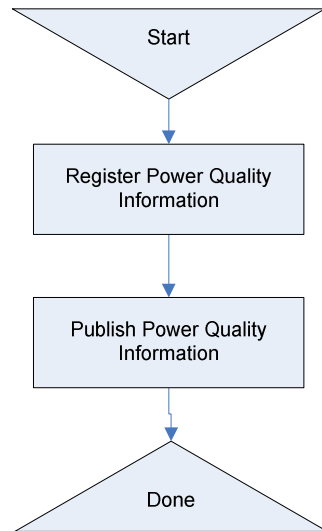 Start
Register Power Quality
Information
Publish Power Quality
Information
Done